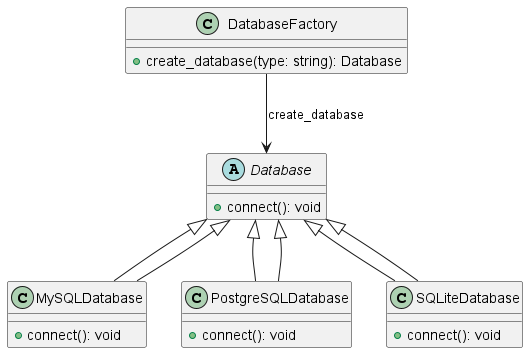 C DatabaseFactory
create_database(type: string): Database
create_database
A Database
connect(): void
C MySQLDatabase
connect(): void
C PostgreSQLDatabase
connect(): void
C SQLiteDatabase
connect(): void